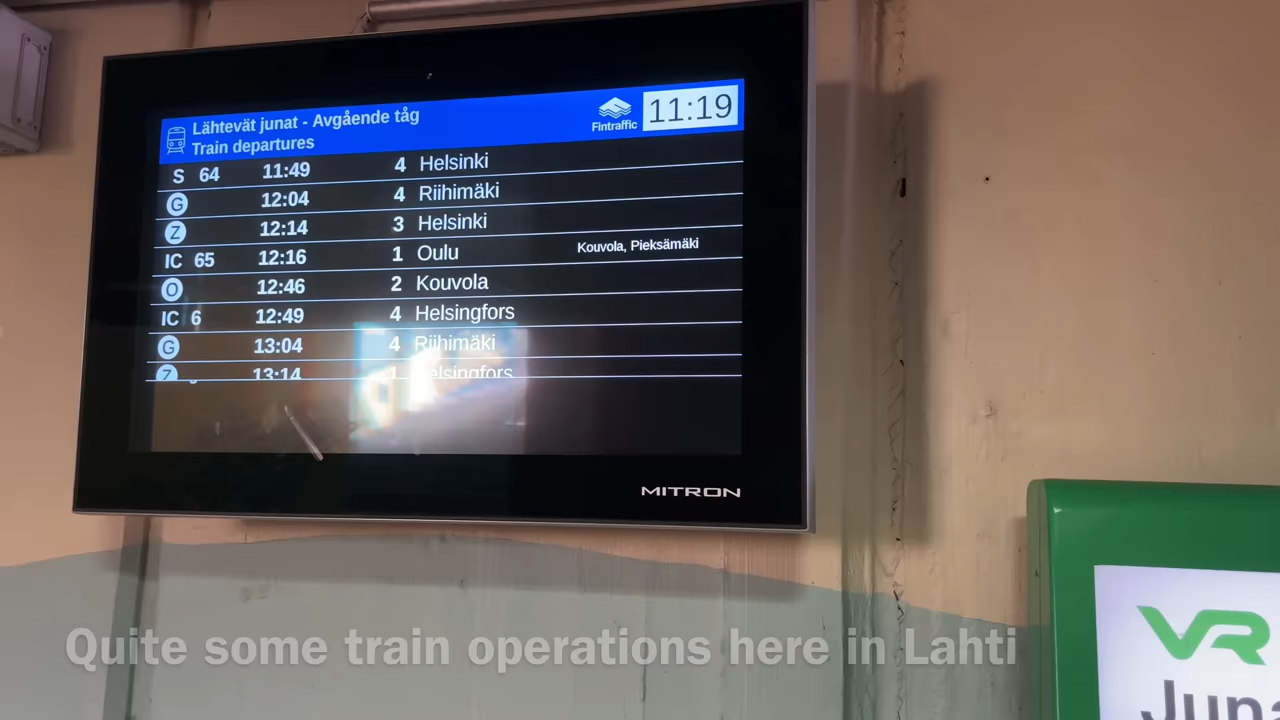 Lähtevät junat - Avgående tåg
Train departures
Fintraffic
11:19
S 64 11:49 4 Helsinki
G 12:04 4 Riihimäki
Z 12:14 3 Helsinki
IC 65 12:16 1 Oulu Kouvola, Pieksämäki
O 12:46 2 Kouvola
IC 6 12:49 4 Helsingfors
G 13:04 4 Riihimäki
Z 13:14 1 Helsingfors
MITRON
VR
Quite some train operations here in Lahti